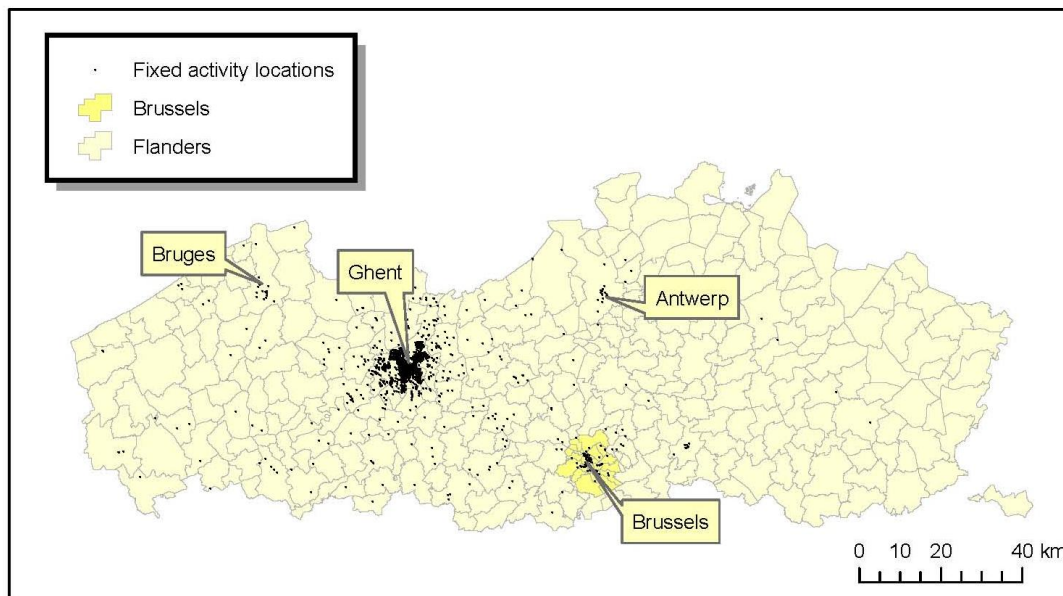 Fixed activity locations
Brussels
Flanders
Bruges
Ghent
Antwerp
Brussels
0 10 20 40 km